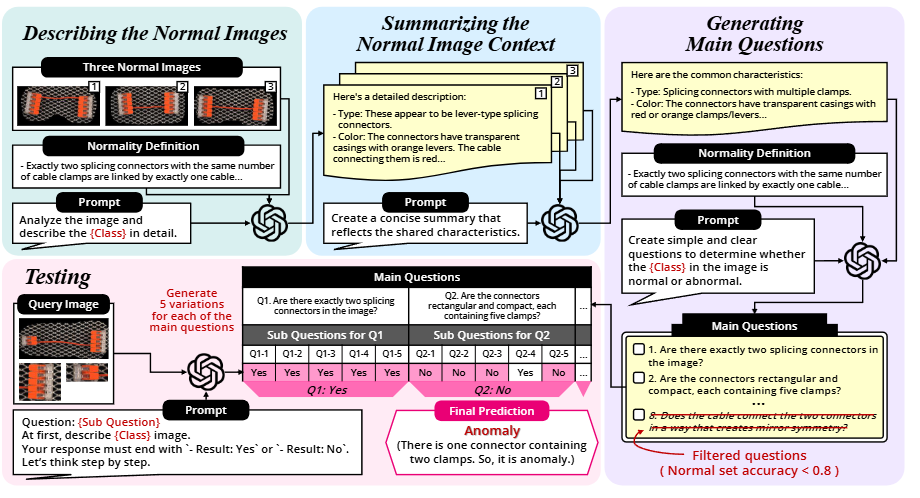 Describing the Normal Images
Three Normal Images
1
2
3
Normality Definition
- Exactly two splicing connectors with the same number
of cable clamps are linked by exactly one cable...
Prompt
Analyze the image and
describe the {Class} in detail.
Summarizing the
Normal Image Context
3
2
1
Here's a detailed description:
- Type: These appear to be lever-type splicing
connectors.
- Color: The connectors have transparent
casings with orange levers. The cable
connecting them is red...
Prompt
Create a concise summary that
reflects the shared characteristics.
Generating
Main Questions
Here are the common characteristics:
- Type: Splicing connectors with multiple clamps.
- Color: The connectors have transparent casings with
red or orange clamps/levers...
Normality Definition
- Exactly two splicing connectors with the same number
of cable clamps are linked by exactly one cable...
Prompt
Create simple and clear
questions to determine whether
the {Class} in the image is
normal or abnormal.
Main Questions
1. Are there exactly two splicing connectors in
the image?
2. Are the connectors rectangular and
compact, each containing five clamps?
...
8. Does the cable connect the two connectors
in a way that creates mirror symmetry?
Filtered questions
( Normal set accuracy < 0.8 )
Testing
Query Image
Generate
5 variations
for each of the
main questions
Prompt
Question: {Sub Question}
At first, describe {Class} image.
Your response must end with `- Result: Yes` or `- Result: No`.
Let's think step by step.
Main Questions
Q1. Are there exactly two splicing
connectors in the image?
Q2. Are the connectors
rectangular and compact, each
containing five clamps?
...
Sub Questions for Q1
Sub Questions for Q2
Q1-1 Q1-2 Q1-3 Q1-4 Q1-5 Q2-1 Q2-2 Q2-3 Q2-4 Q2-5 ...
Yes Yes Yes Yes Yes No No No Yes No ...
Q1: Yes
Q2: No
Final Prediction
Anomaly
(There is one connector containing
two clamps. So, it is anomaly.)